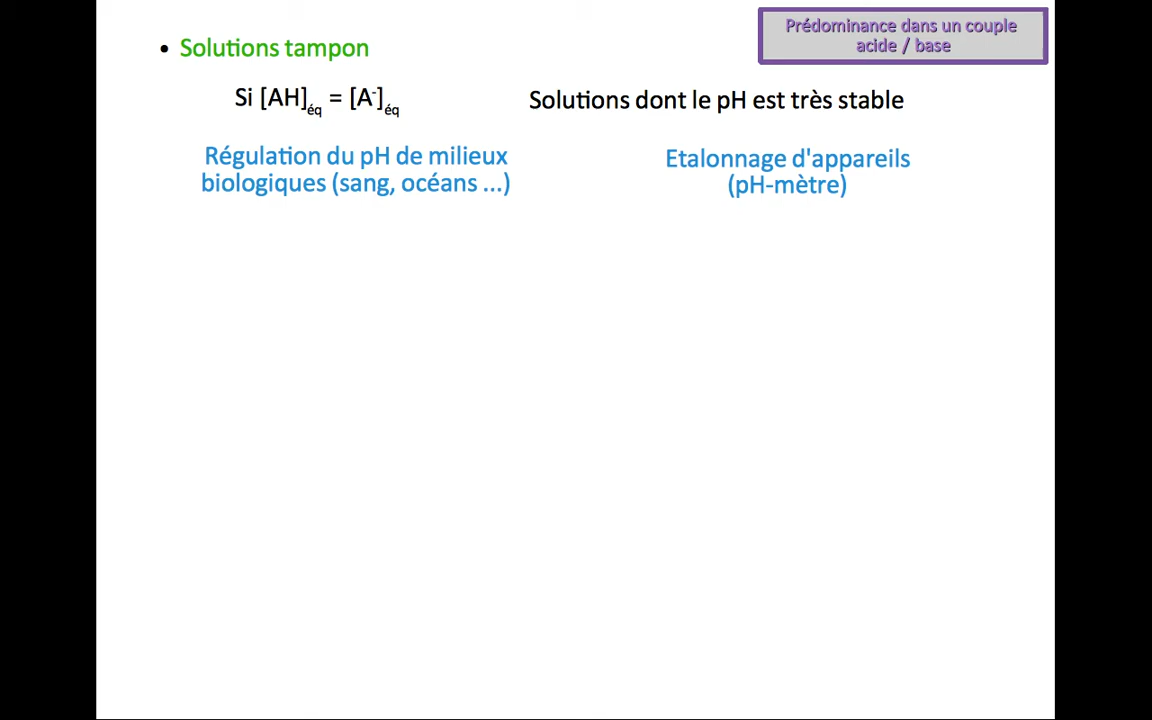 Prédominance dans un couple
acide / base
• Solutions tampon
Si [AH]éq = [A-]éq
Solutions dont le pH est très stable
Régulation du pH de milieux
biologiques (sang, océans ...)
Etalonnage d'appareils
(pH-mètre)